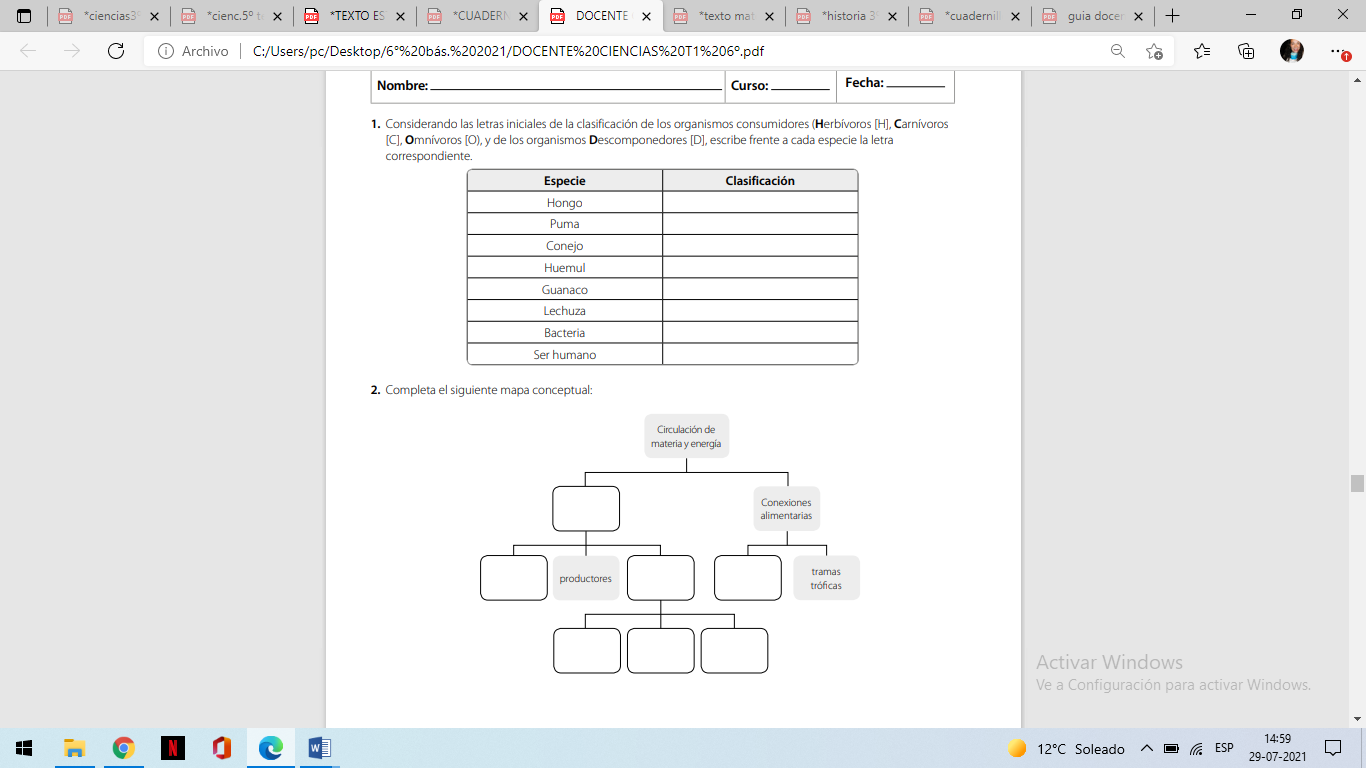 *ciencias3º
*cienc.5º t
*TEXTO ES
*CUADERN
DOCENTE
*texto mat
*historia 3º
*cuadernill
guia docen
Archivo
C:/Users/pc/Desktop/6°%20bás.%202021/DOCENTE%20CIENCIAS%20T1%206º.pdf
Nombre: Curso: Fecha:
1. Considerando las letras iniciales de la clasificación de los organismos consumidores (Herbívoros [H], Carnívoros
[C], Omnívoros [O), y de los organismos Descomponedores [D], escribe frente a cada especie la letra
correspondiente.
Especie Clasificación
Hongo
Puma
Conejo
Huemul
Guanaco
Lechuza
Bacteria
Ser humano
2. Completa el siguiente mapa conceptual:
Circulación de
materia y energía
Conexiones
alimentarias
productores
tramas
tróficas
Activar Windows
Ve a Configuración para activar Windows.
12°C Soleado
ESP
14:59
29-07-2021